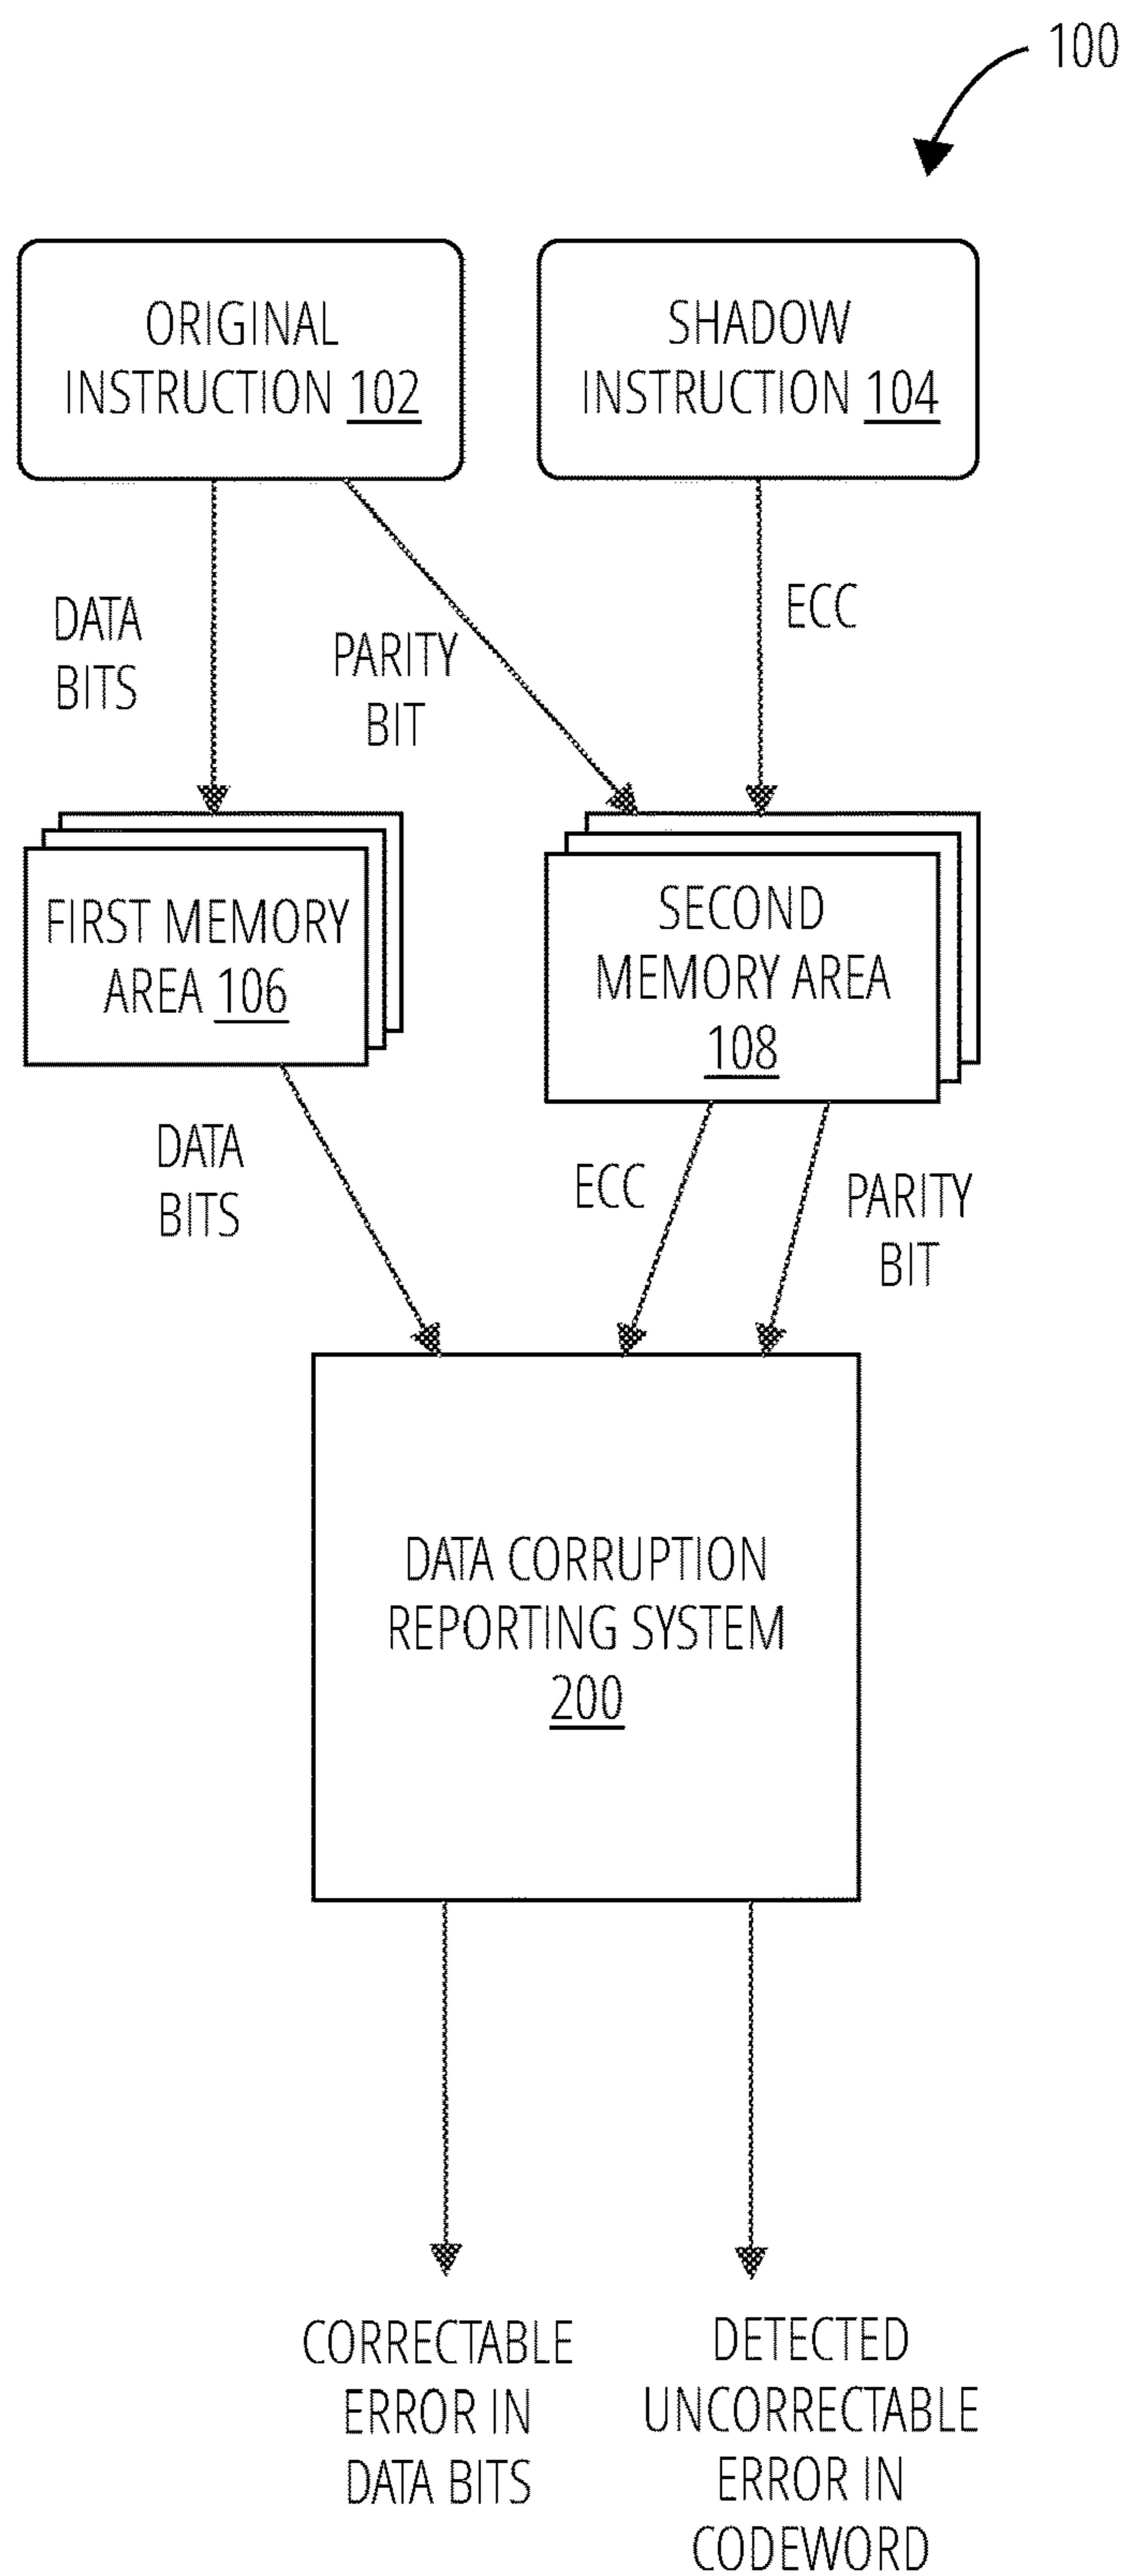 100
ORIGINAL
INSTRUCTION 102
SHADOW
INSTRUCTION 104
DATA
BITS
PARITY
BIT
ECC
FIRST MEMORY
AREA 106
SECOND
MEMORY AREA
108
DATA
BITS
ECC
PARITY
BIT
DATA CORRUPTION
REPORTING SYSTEM
200
CORRECTABLE
ERROR IN
DATA BITS
DETECTED
UNCORRECTABLE
ERROR IN
CODEWORD